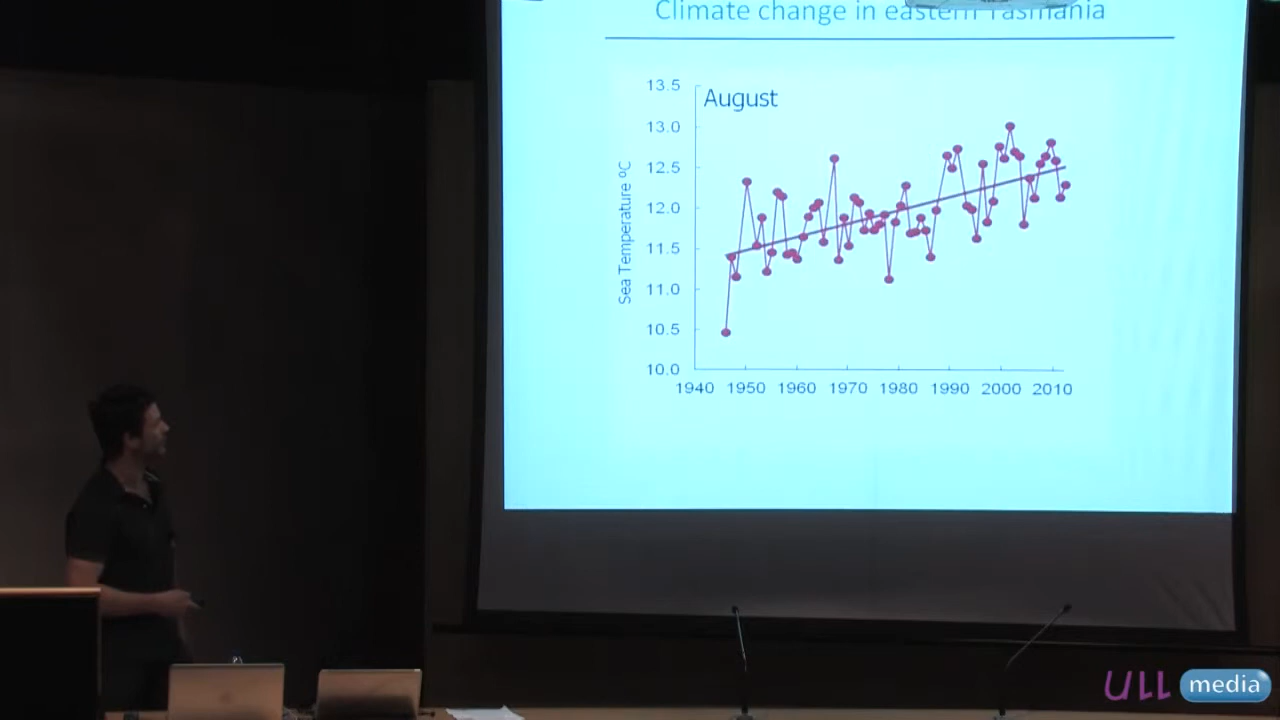 Climate change in eastern Tasmania
August
Sea Temperature ºC
13.5
13.0
12.5
12.0
11.5
11.0
10.5
10.0
1940 1950 1960 1970 1980 1990 2000 2010
ULL media